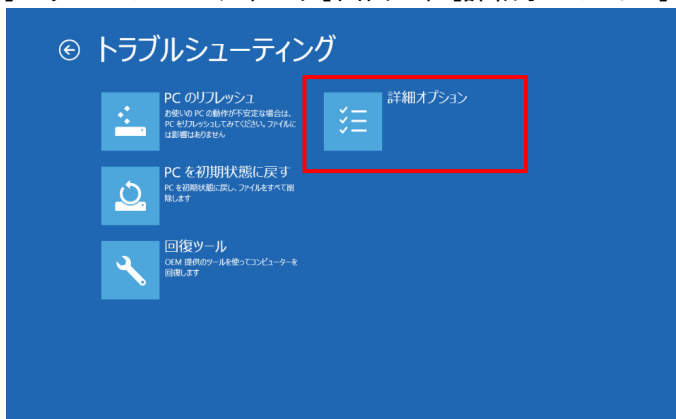 トラブルシューティング
PC のリフレッシュ
お使いの PC の動作が不安定な場合は、
PC をリフレッシュしてみてください。ファイルに
は影響はありません
詳細オプション
PC を初期状態に戻す
PC を初期状態に戻し、ファイルをすべて削
除します
回復ツール
OEM 提供のツールを使ってコンピューターを
回復します